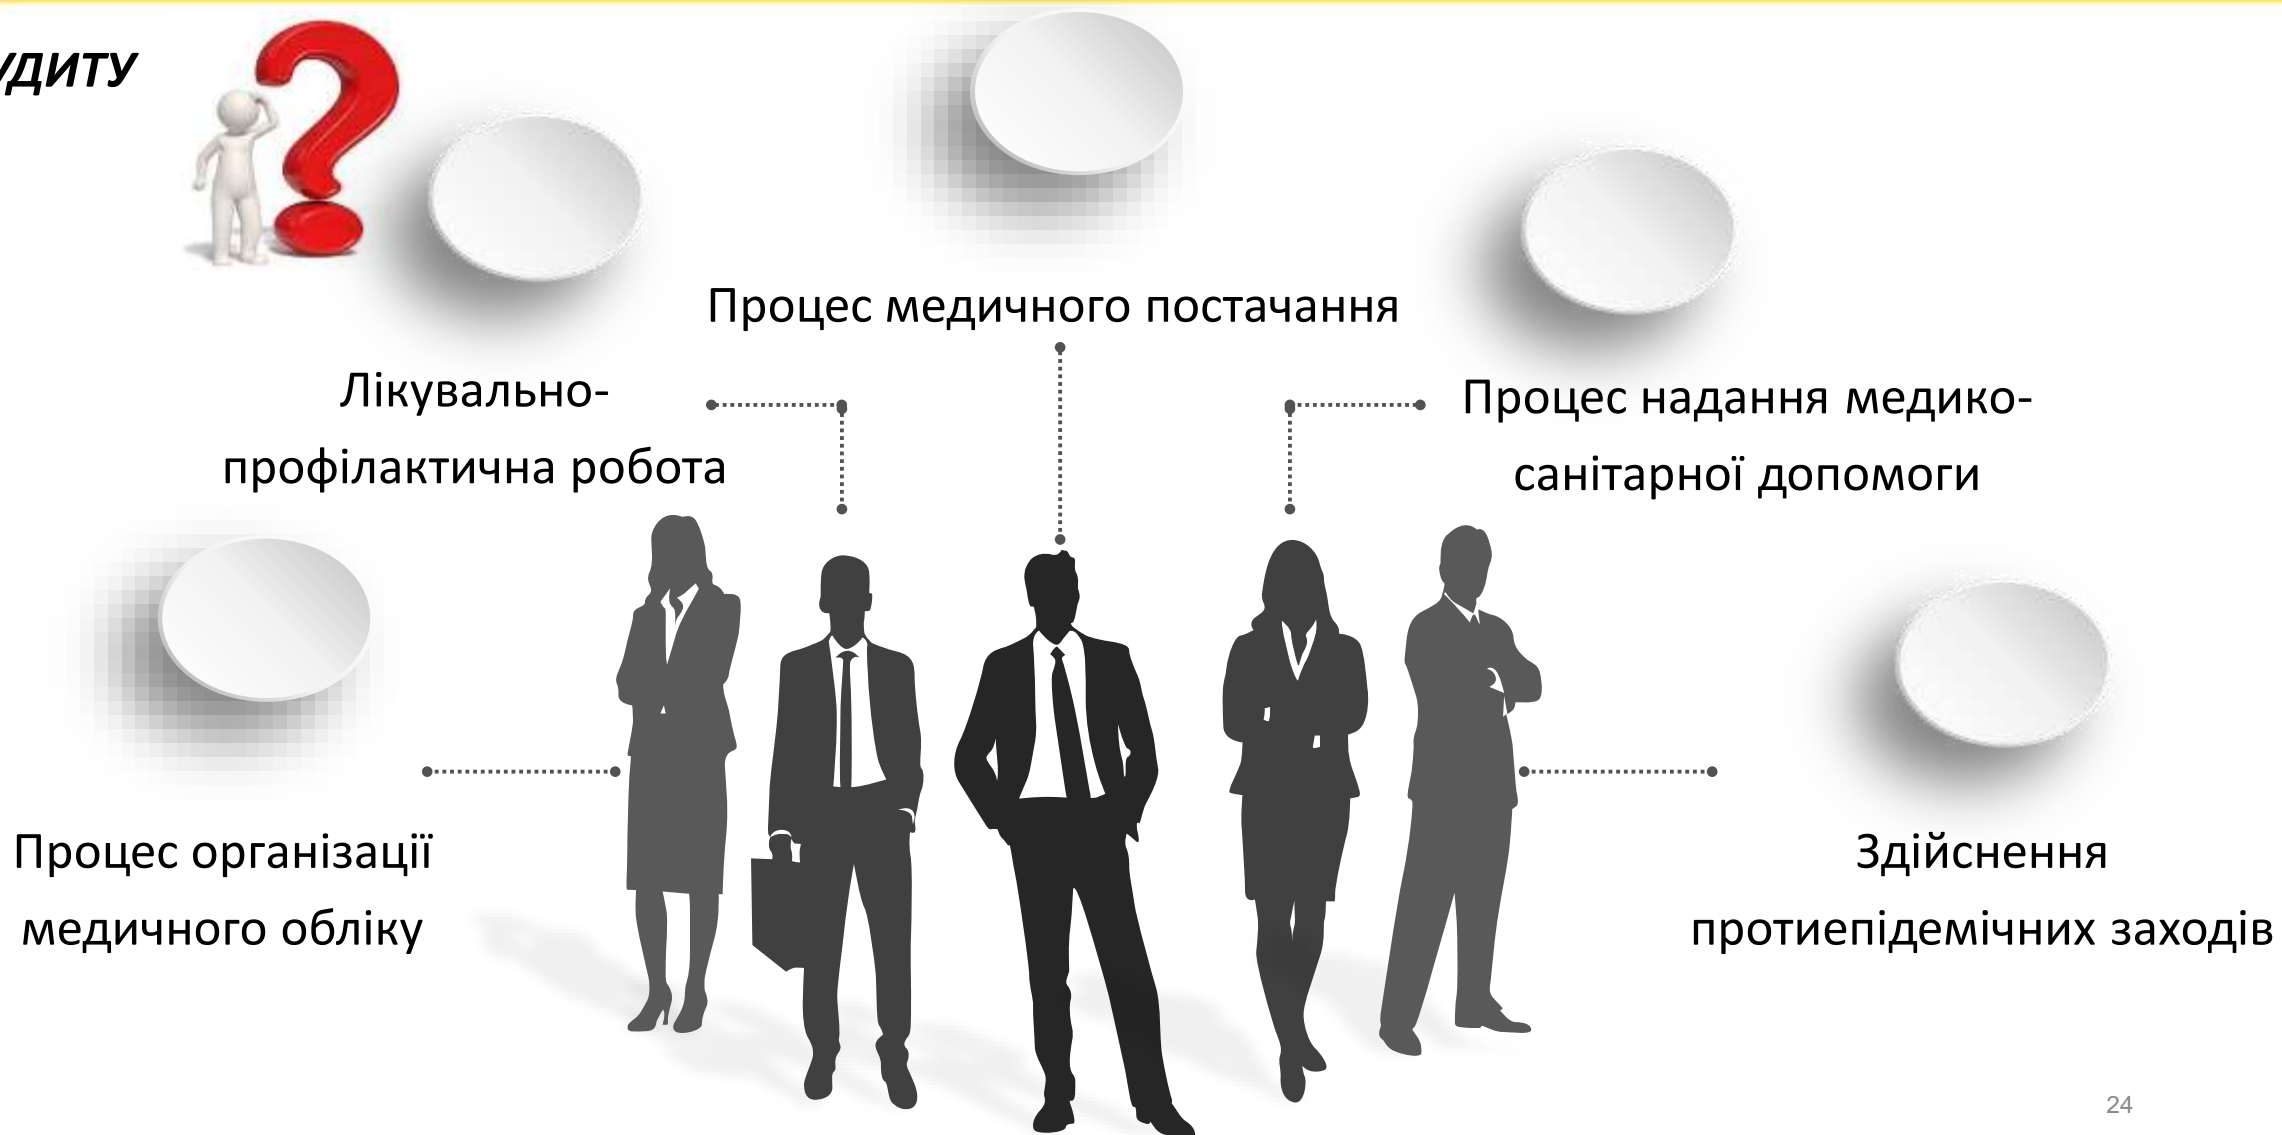 Процес медичного постачання
Лікувально-
профілактична робота
Процес надання медико-
санітарної допомоги
Процес організації
медичного обліку
Здійснення
протиепідемічних заходів
24